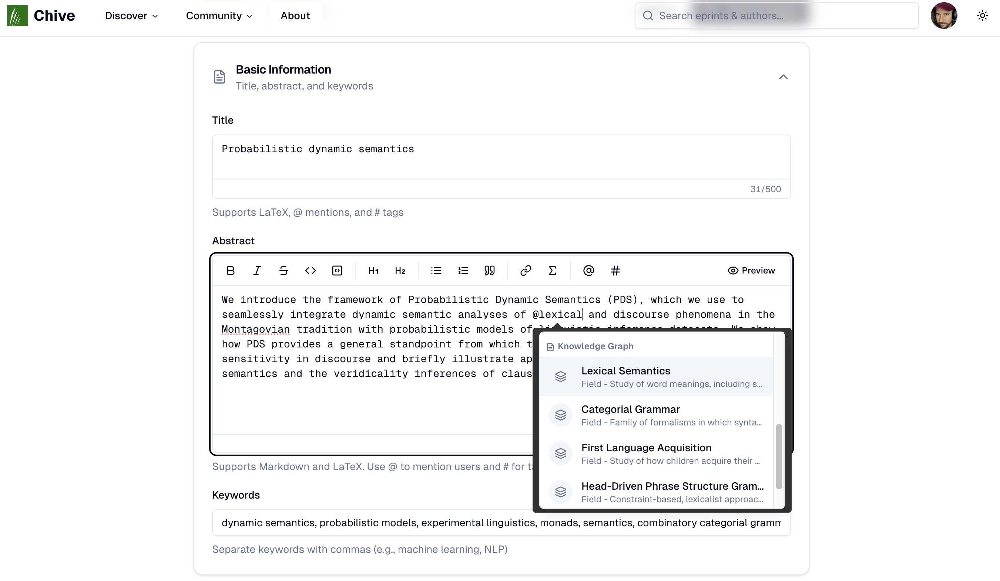 Chive
Discover
Community
About
Search eprints & authors...
Basic Information
Title, abstract, and keywords
Title
Probabilistic dynamic semantics
31/500
Supports LaTeX, @ mentions, and # tags
Abstract
H1 H2
@ #
Preview
We introduce the framework of Probabilistic Dynamic Semantics (PDS), which we use to
seamlessly integrate dynamic semantic analyses of @lexical and discourse phenomena in the
Montagovian tradition with probabilistic models of linguistic inference datasets. We show
how PDS provides a general standpoint from which t
sensitivity in discourse and briefly illustrate ap
semantics and the veridicality inferences of claus
Knowledge Graph
Lexical Semantics
Field - Study of word meanings, including s...
Categorial Grammar
Field - Family of formalisms in which synta...
First Language Acquisition
Field - Study of how children acquire their ...
Head-Driven Phrase Structure Gram...
Field - Constraint-based, lexicalist approac...
Supports Markdown and LaTeX. Use @ to mention users and # for ta
Keywords
dynamic semantics, probabilistic models, experimental linguistics, monads, semantics, combinatory categorial gramm
Separate keywords with commas (e.g., machine learning, NLP)